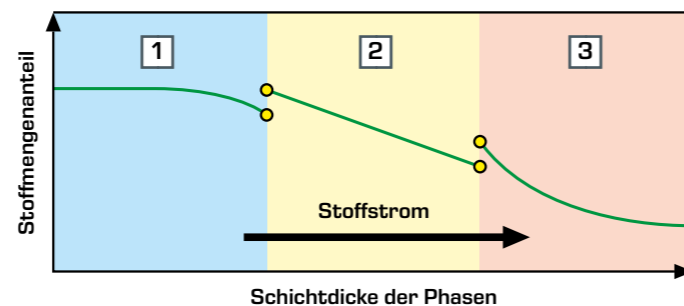 Stoffmengenanteil
1
2
3
Stoffstrom
Schichtdicke der Phasen